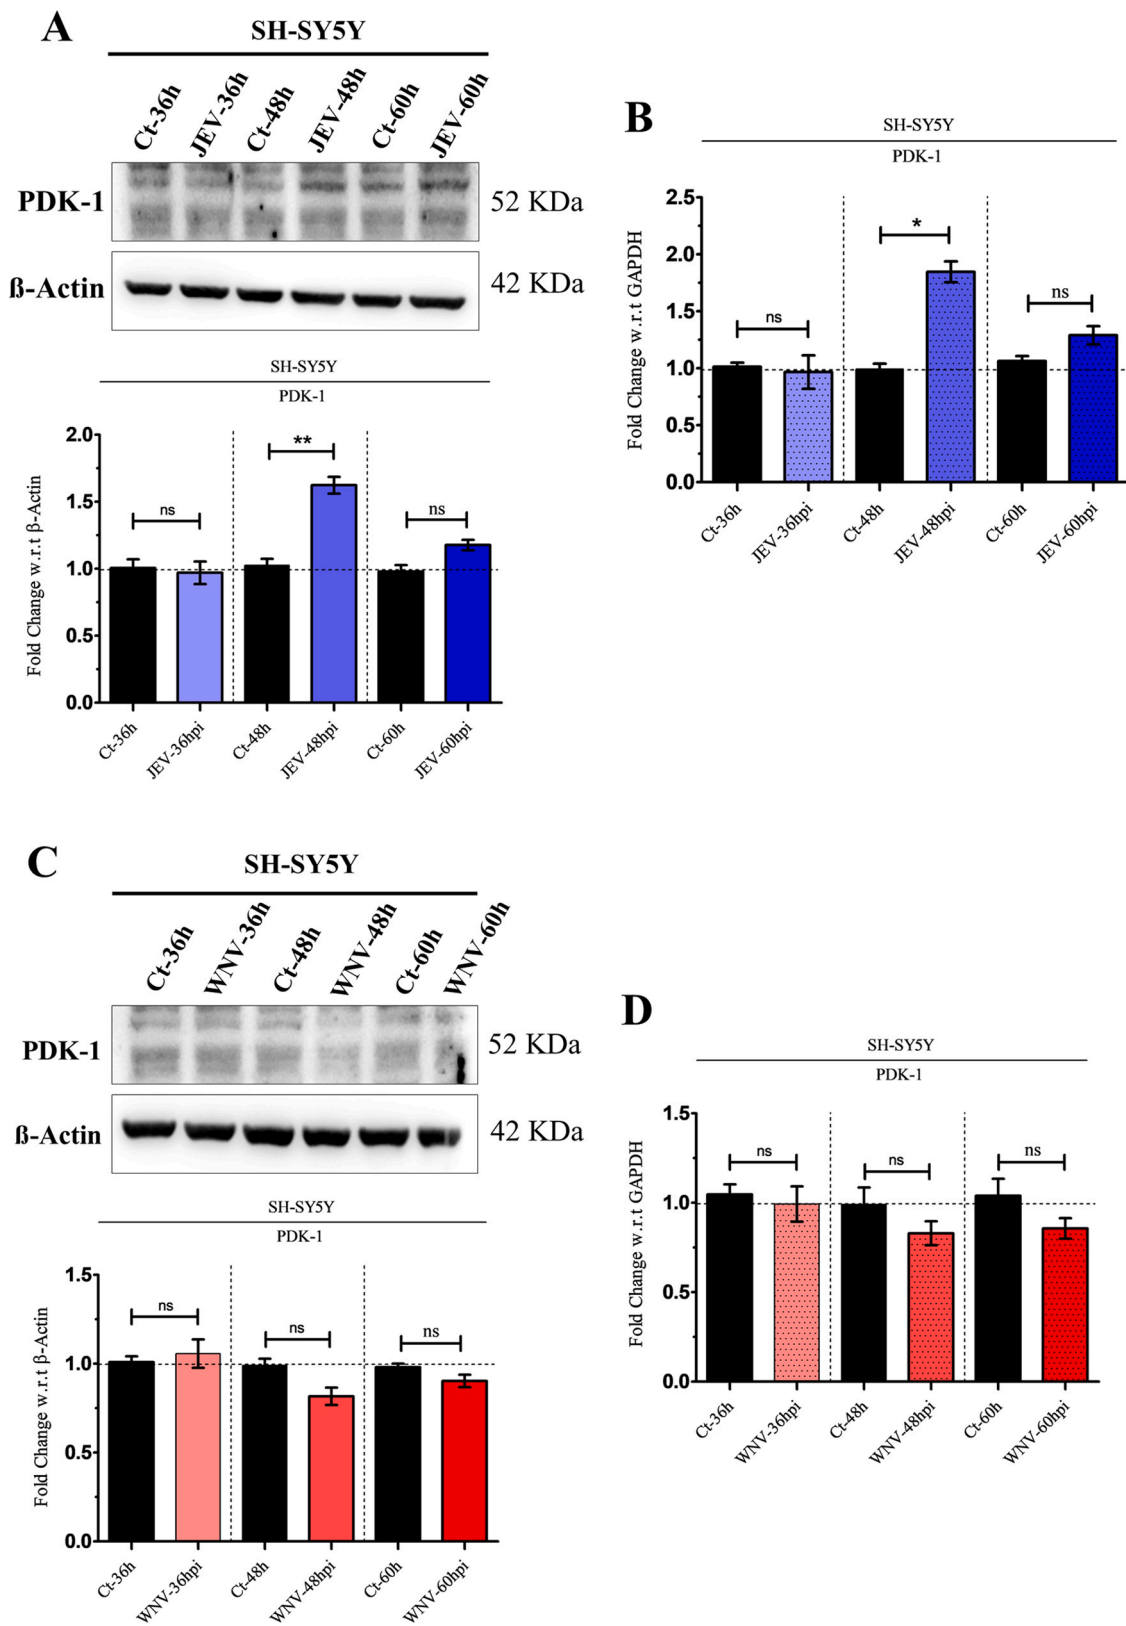 A
SH-SY5Y
Ct-36h JEV-36h Ct-48h JEV-48h Ct-60h JEV-60h
PDK-1 52 KDa
ß-Actin 42 KDa
SH-SY5Y
PDK-1
Fold Change w.r.t β-Actin
2.0
1.5
1.0
0.5
0.0
ns ** ns
Ct-36h JEV-36hpi Ct-48h JEV-48hpi Ct-60h JEV-60hpi
B
SH-SY5Y
PDK-1
Fold Change w.r.t GAPDH
2.5
2.0
1.5
1.0
0.5
0.0
ns * ns
Ct-36h JEV-36hpi Ct-48h JEV-48hpi Ct-60h JEV-60hpi
C
SH-SY5Y
Ct-36h WNV-36h Ct-48h WNV-48h Ct-60h WNV-60h
PDK-1 52 KDa
ß-Actin 42 KDa
SH-SY5Y
PDK-1
Fold Change w.r.t β-Actin
1.5
1.0
0.5
0.0
ns ns ns
Ct-36h WNV-36hpi Ct-48h WNV-48hpi Ct-60h WNV-60hpi
D
SH-SY5Y
PDK-1
Fold Change w.r.t GAPDH
1.5
1.0
0.5
0.0
ns ns ns
Ct-36h WNV-36hpi Ct-48h WNV-48hpi Ct-60h WNV-60hpi